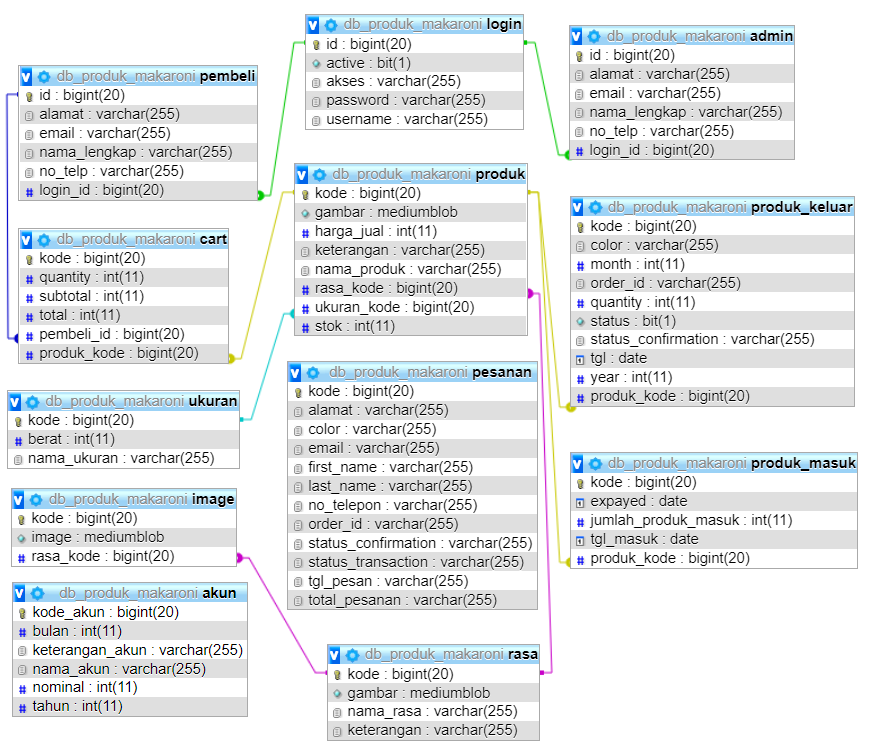 db_produk_makaroni login
id : bigint(20)
active : bit(1)
akses : varchar(255)
password : varchar(255)
username : varchar(255)
db_produk_makaroni admin
id : bigint(20)
alamat : varchar(255)
email : varchar(255)
nama_lengkap : varchar(255)
no_telp : varchar(255)
login_id : bigint(20)
db_produk_makaroni pembeli
id : bigint(20)
alamat : varchar(255)
email : varchar(255)
nama_lengkap : varchar(255)
no_telp : varchar(255)
login_id : bigint(20)
db_produk_makaroni produk
kode : bigint(20)
gambar : mediumblob
harga_jual : int(11)
keterangan : varchar(255)
nama_produk : varchar(255)
rasa_kode : bigint(20)
ukuran_kode : bigint(20)
stok : int(11)
db_produk_makaroni produk_keluar
kode : bigint(20)
color : varchar(255)
month : int(11)
order_id : varchar(255)
quantity : int(11)
status : bit(1)
status_confirmation : varchar(255)
tgl : date
year : int(11)
produk_kode : bigint(20)
db_produk_makaroni cart
kode : bigint(20)
quantity : int(11)
subtotal : int(11)
total : int(11)
pembeli_id : bigint(20)
produk_kode : bigint(20)
db_produk_makaroni pesanan
kode : bigint(20)
alamat : varchar(255)
color : varchar(255)
email : varchar(255)
first_name : varchar(255)
last_name : varchar(255)
no_telepon : varchar(255)
order_id : varchar(255)
status_confirmation : varchar(255)
status_transaction : varchar(255)
tgl_pesan : varchar(255)
total_pesanan : varchar(255)
db_produk_makaroni ukuran
kode : bigint(20)
berat : int(11)
nama_ukuran : varchar(255)
db_produk_makaroni produk_masuk
kode : bigint(20)
expayed : date
jumlah_produk_masuk : int(11)
tgl_masuk : date
produk_kode : bigint(20)
db_produk_makaroni image
kode : bigint(20)
image : mediumblob
rasa_kode : bigint(20)
db_produk_makaroni akun
kode_akun : bigint(20)
bulan : int(11)
keterangan_akun : varchar(255)
nama_akun : varchar(255)
nominal : int(11)
tahun : int(11)
db_produk_makaroni rasa
kode : bigint(20)
gambar : mediumblob
nama_rasa : varchar(255)
keterangan : varchar(255)